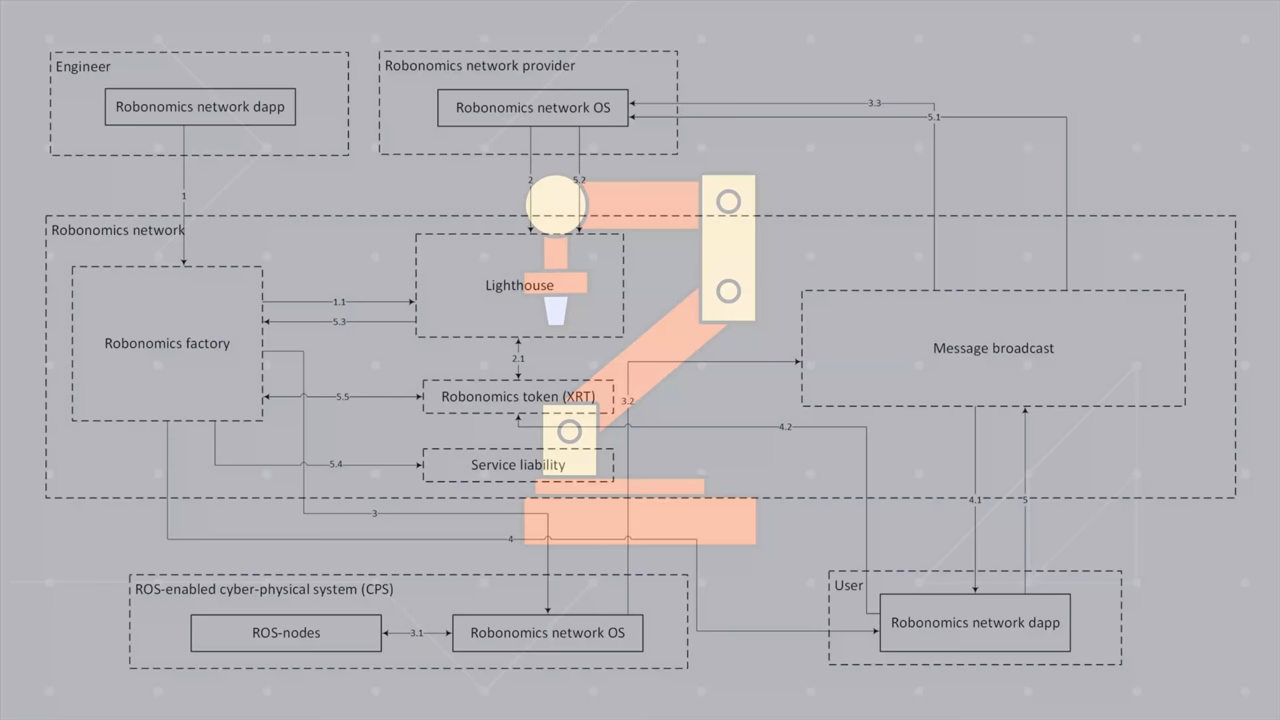 Engineer
Robonomics network dapp
Robonomics network provider
Robonomics network OS
3.3
5.1
1
2
5.2
Robonomics network
Robonomics factory
Lighthouse
Message broadcast
1.1
5.3
2.1
5.5
Robonomics token (XRT)
3.2
4.2
5.4
Service liability
4.1
5
3
4
ROS-enabled cyber-physical system (CPS)
ROS-nodes
3.1
Robonomics network OS
User
Robonomics network dapp